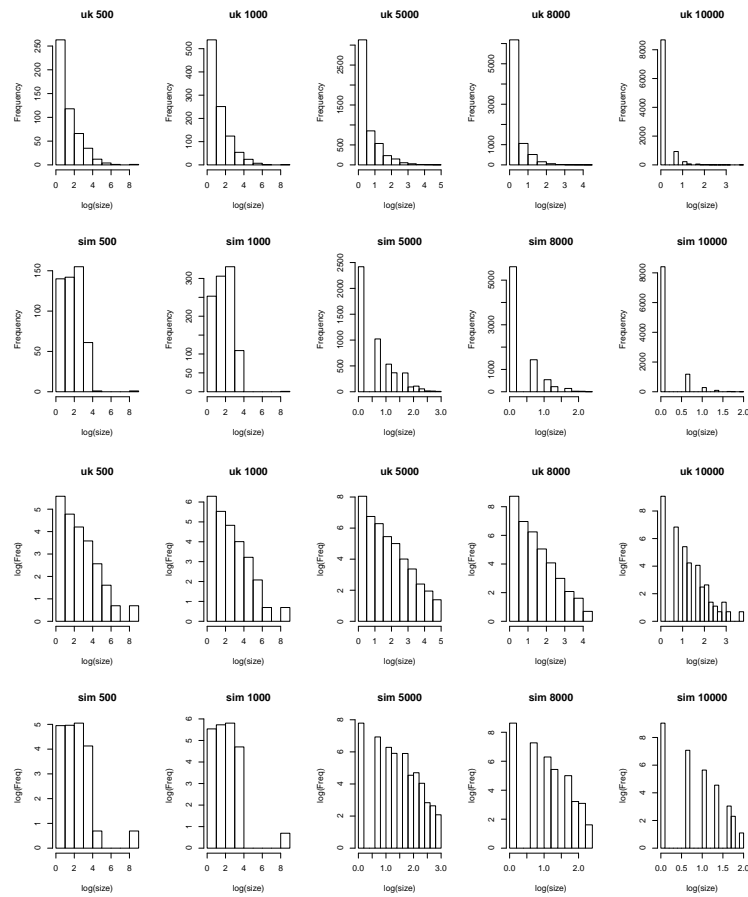 uk 500
Frequency
0 50 100 150 200 250
0 2 4 6 8
log(size)
uk 1000
Frequency
0 100 200 300 400 500
0 2 4 6 8
log(size)
uk 5000
Frequency
0 500 1500 2500
0 1 2 3 4 5
log(size)
uk 8000
Frequency
0 1000 3000 5000
0 1 2 3 4
log(size)
uk 10000
Frequency
0 2000 4000 6000 8000
0 1 2 3
log(size)
sim 500
Frequency
0 50 100 150
0 2 4 6 8
log(size)
sim 1000
Frequency
0 100 200 300
0 2 4 6 8
log(size)
sim 5000
Frequency
0 500 1000 1500 2000 2500
0.0 1.0 2.0 3.0
log(size)
sim 8000
Frequency
0 1000 3000 5000
0.0 1.0 2.0
log(size)
sim 10000
Frequency
0 2000 4000 6000 8000
0.0 0.5 1.0 1.5 2.0
log(size)
uk 500
log(Freq)
0 1 2 3 4 5
0 2 4 6 8
log(size)
uk 1000
log(Freq)
0 1 2 3 4 5 6
0 2 4 6 8
log(size)
uk 5000
log(Freq)
0 2 4 6 8
0 1 2 3 4 5
log(size)
uk 8000
log(Freq)
0 2 4 6 8
0 1 2 3 4
log(size)
uk 10000
log(Freq)
0 2 4 6 8
0 1 2 3
log(size)
sim 500
log(Freq)
0 1 2 3 4 5
0 2 4 6 8
log(size)
sim 1000
log(Freq)
0 1 2 3 4 5 6
0 2 4 6 8
log(size)
sim 5000
log(Freq)
0 2 4 6 8
0.0 1.0 2.0 3.0
log(size)
sim 8000
log(Freq)
0 2 4 6 8
0.0 1.0 2.0
log(size)
sim 10000
log(Freq)
0 2 4 6 8
0.0 0.5 1.0 1.5 2.0
log(size)